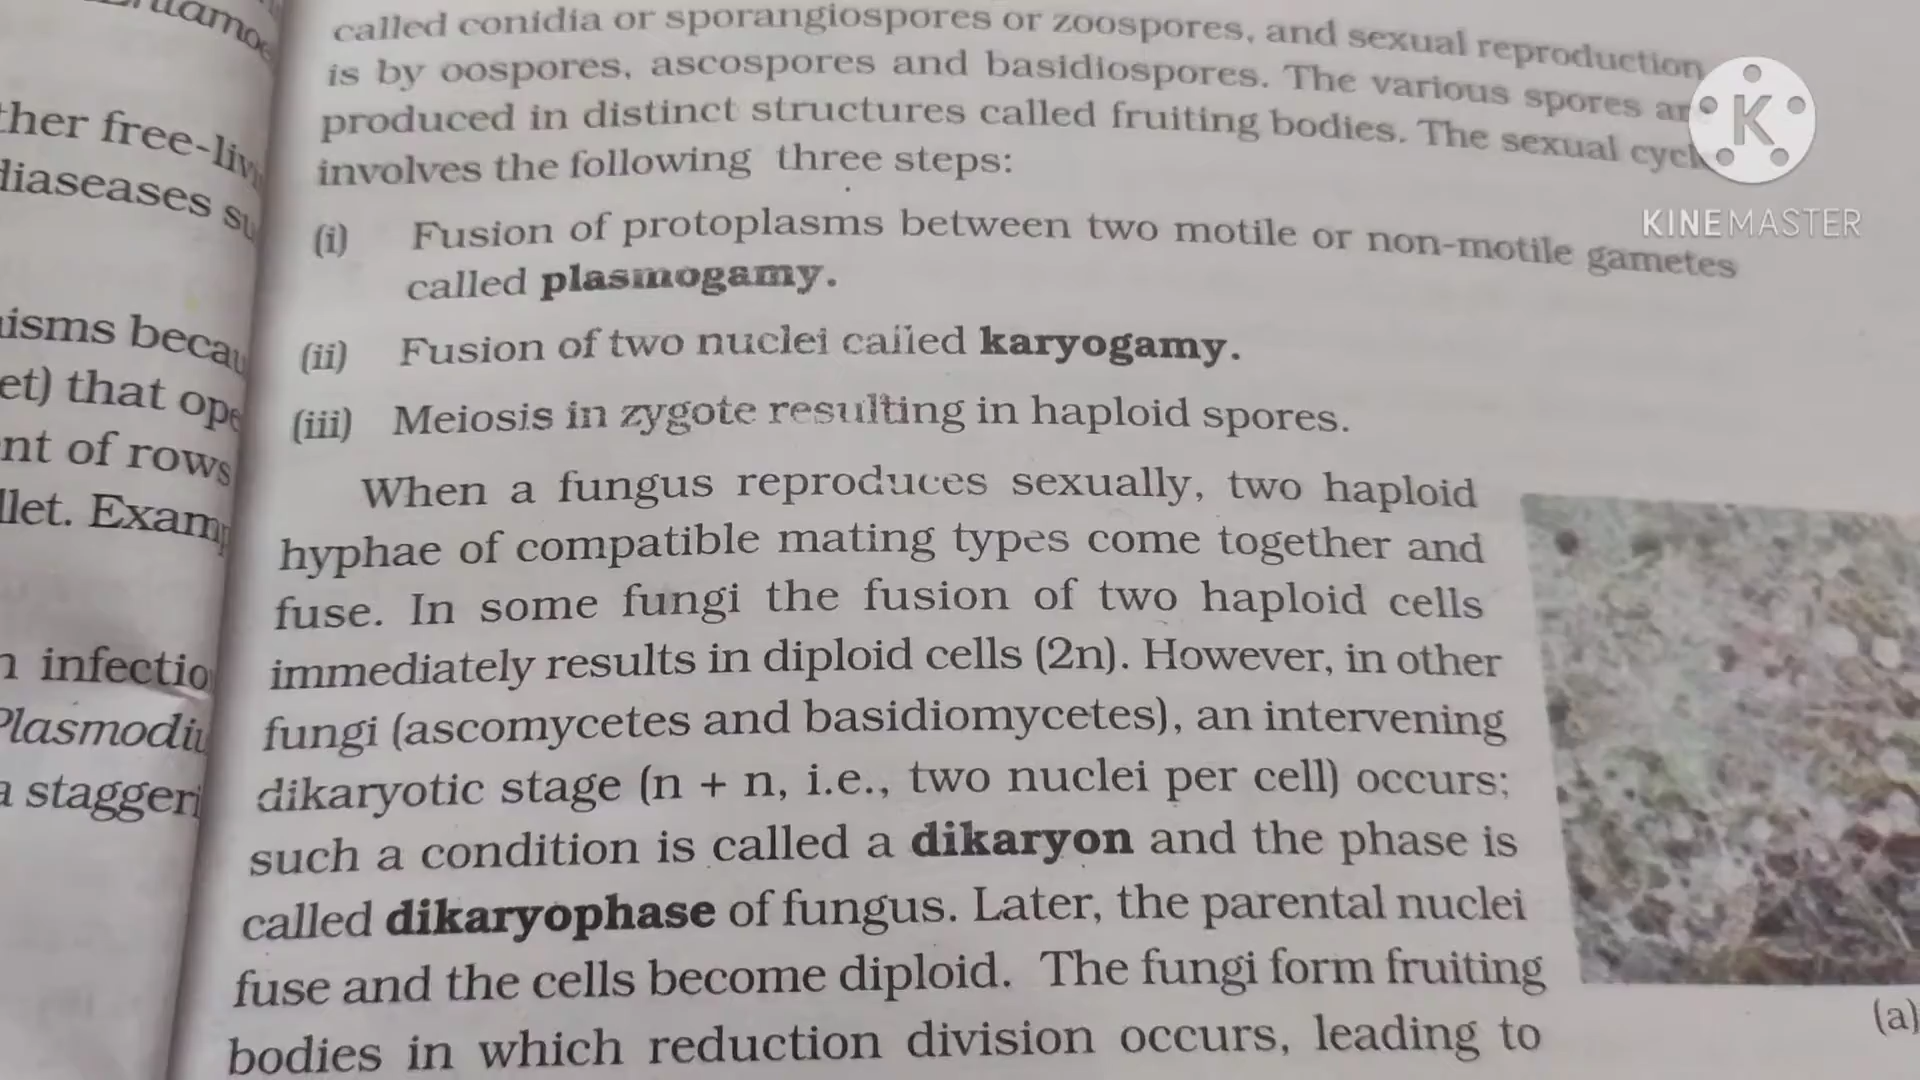 ther free-livi
diaseases su
isms becau
et) that ope
nt of rows
llet. Examp
n infectio
Plasmodiu
a staggeri
called conidia or sporangiospores or zoospores, and sexual reproduction
is by oospores, ascospores and basidiospores. The various spores ar
produced in distinct structures called fruiting bodies. The sexual cycl
involves the following three steps:
(i) Fusion of protoplasms between two motile or non-motile gametes
called plasmogamy.
(ii) Fusion of two nuclei called karyogamy.
(iii) Meiosis in zygote resulting in haploid spores.
When a fungus reproduces sexually, two haploid
hyphae of compatible mating types come together and
fuse. In some fungi the fusion of two haploid cells
immediately results in diploid cells (2n). However, in other
fungi (ascomycetes and basidiomycetes), an intervening
dikaryotic stage (n + n, i.e., two nuclei per cell) occurs;
such a condition is called a dikaryon and the phase is
called dikaryophase of fungus. Later, the parental nuclei
fuse and the cells become diploid. The fungi form fruiting
bodies in which reduction division occurs, leading to
(a)
K
KINEMASTER